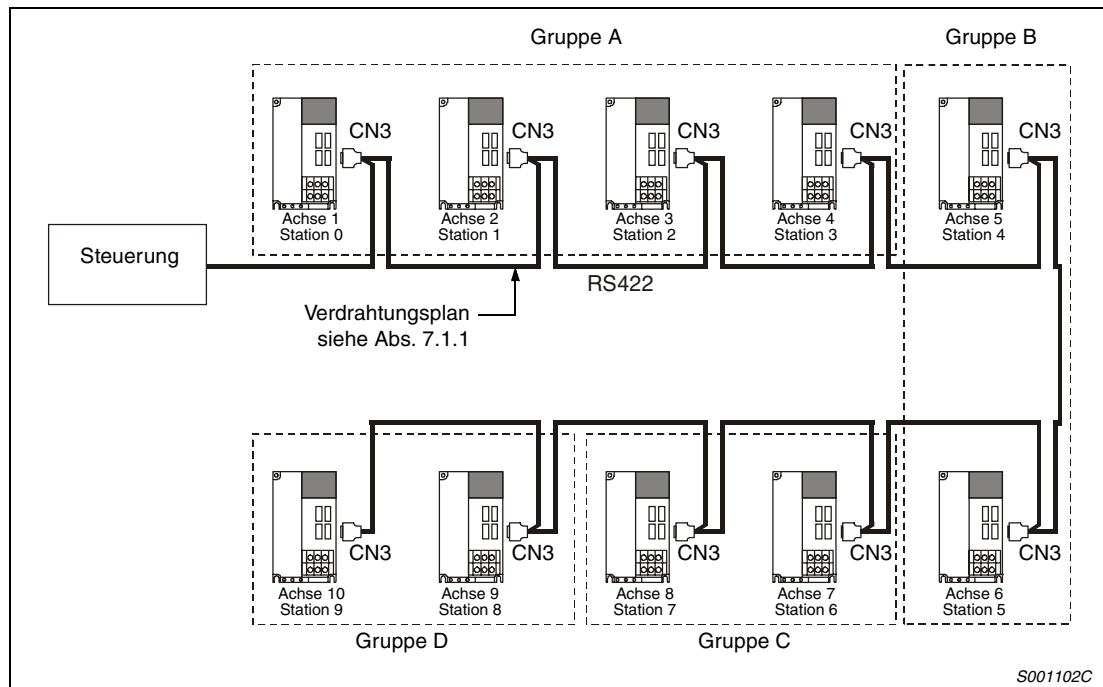 Gruppe A
Gruppe B
CN3
CN3
CN3
CN3
CN3
Achse 1
Station 0
Achse 2
Station 1
Achse 3
Station 2
Achse 4
Station 3
Achse 5
Station 4
Steuerung
RS422
Verdrahtungsplan
siehe Abs. 7.1.1
CN3
CN3
CN3
CN3
CN3
Achse 10
Station 9
Achse 9
Station 8
Achse 8
Station 7
Achse 7
Station 6
Achse 6
Station 5
Gruppe D
Gruppe C
S001102C